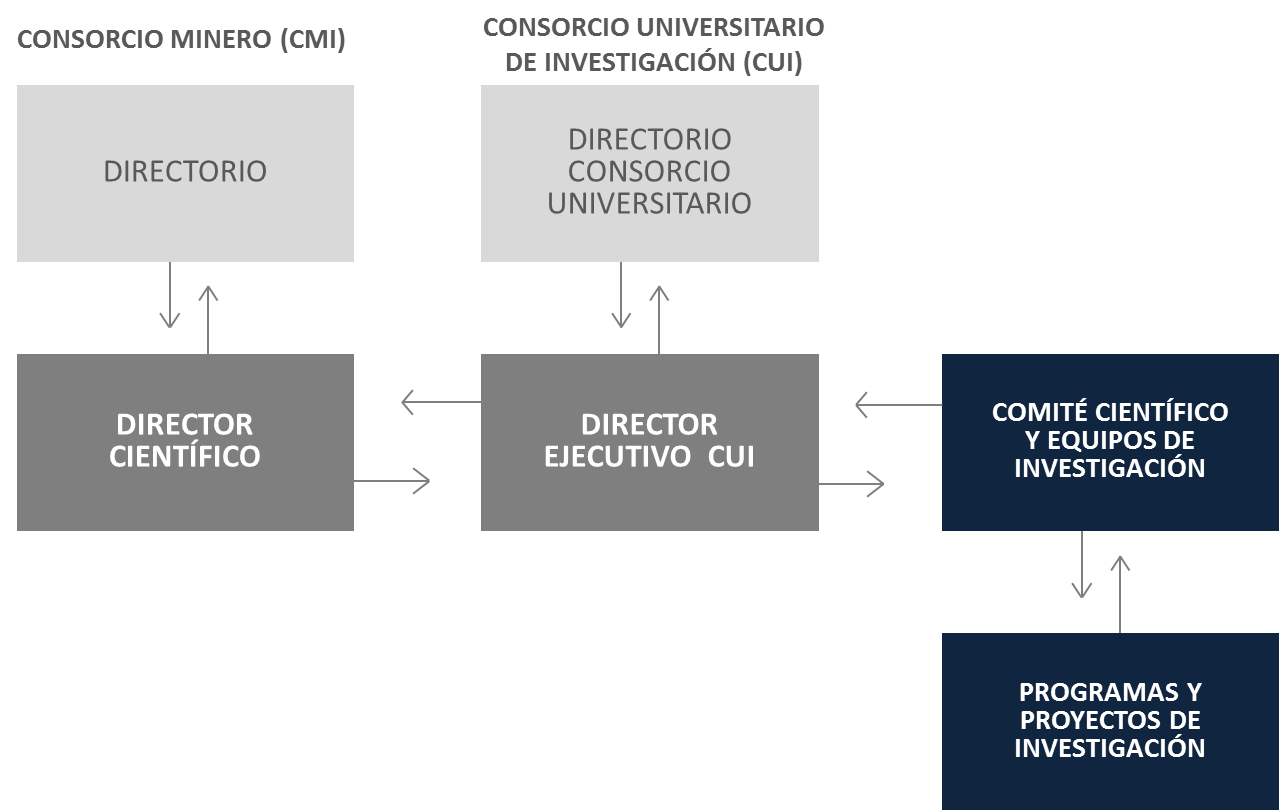 CONSORCIO MINERO (CMI)
CONSORCIO UNIVERSITARIO
DE INVESTIGACIÓN (CUI)
DIRECTORIO
DIRECTORIO
CONSORCIO
UNIVERSITARIO
DIRECTOR
CIENTÍFICO
DIRECTOR
EJECUTIVO CUI
COMITÉ CIENTÍFICO
Y EQUIPOS DE
INVESTIGACIÓN
PROGRAMAS Y
PROYECTOS DE
INVESTIGACIÓN